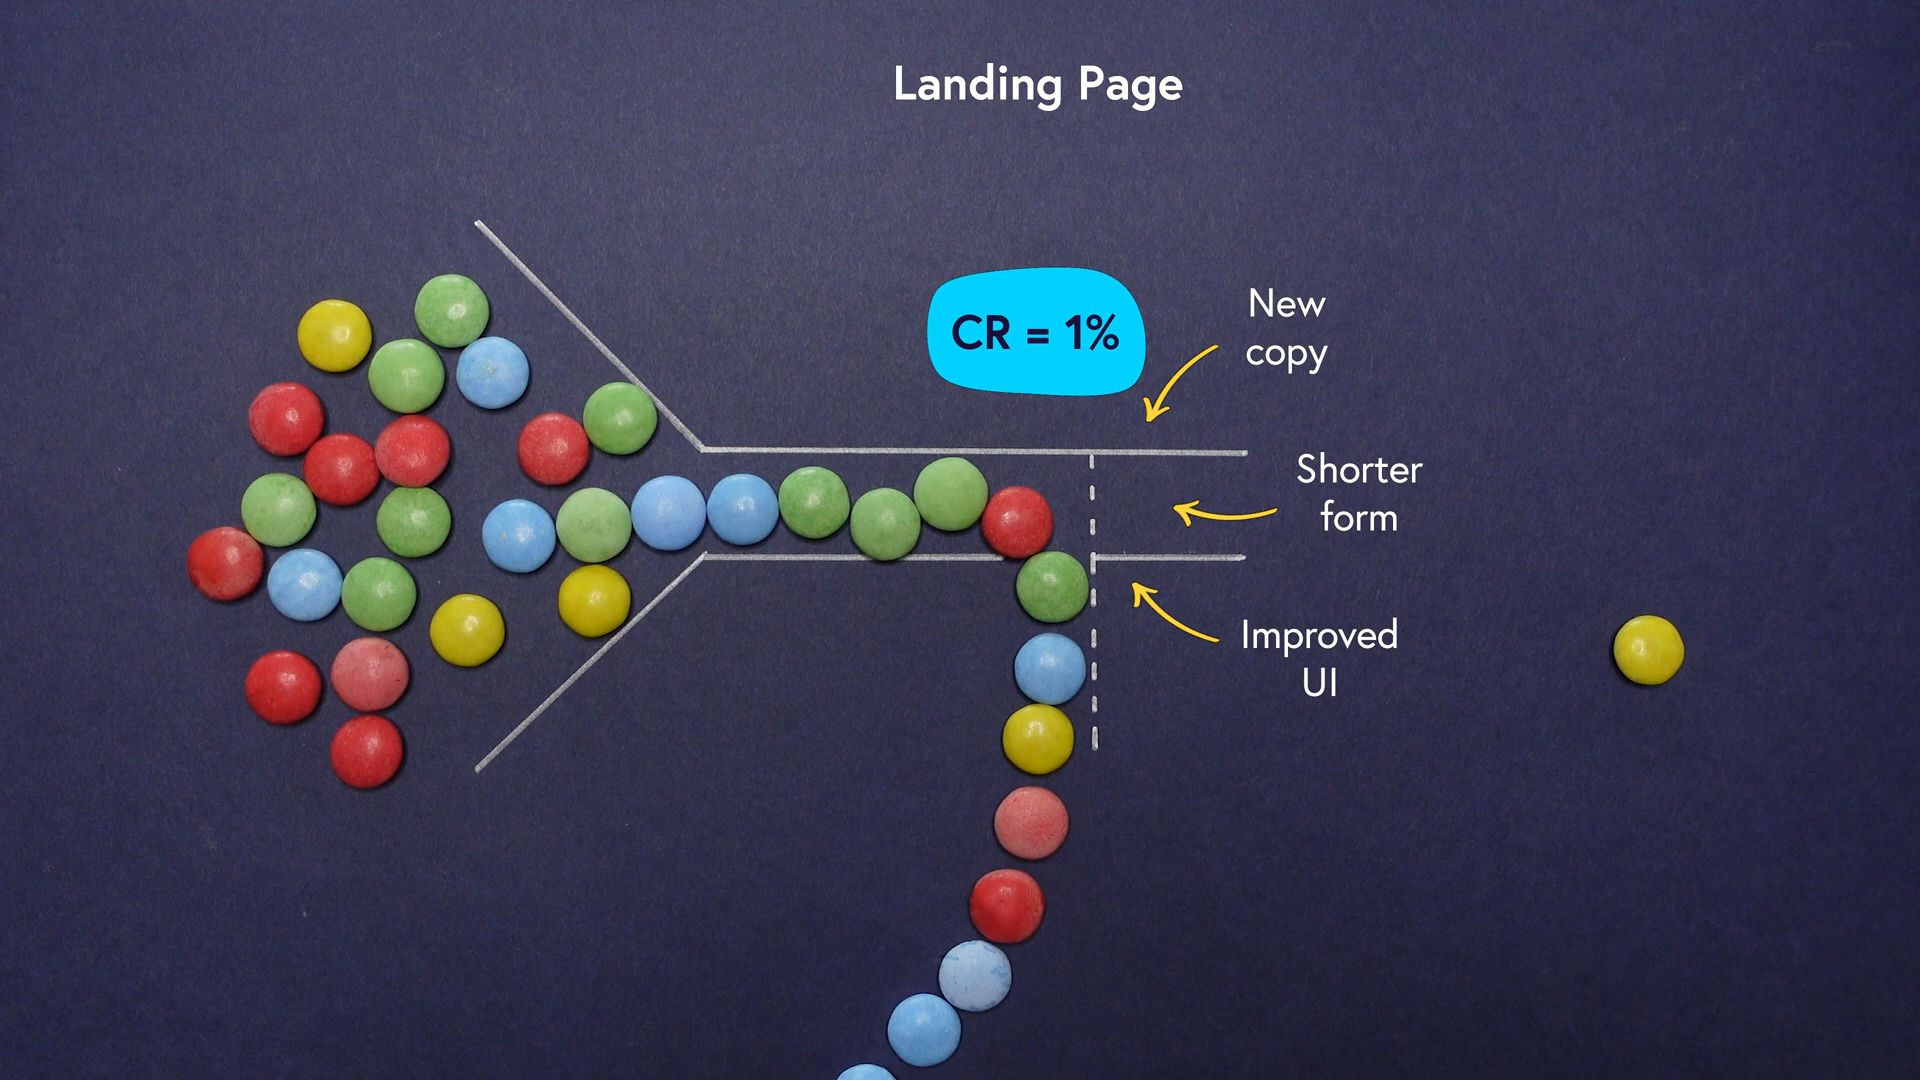 Landing Page
CR = 1%
New
copy
Shorter
form
Improved
UI